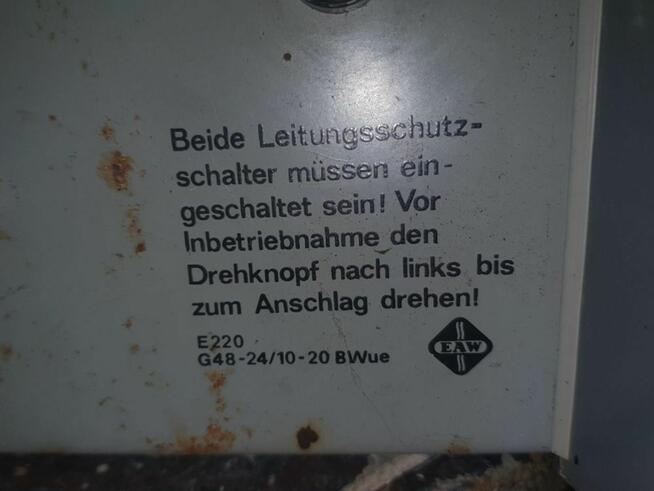 Beide Leitungsschutz-
schalter müssen ein-
geschaltet sein! Vor
Inbetriebnahme den
Drehknopf nach links bis
zum Anschlag drehen!
E220
G48-24/10-20 BWue
EAW